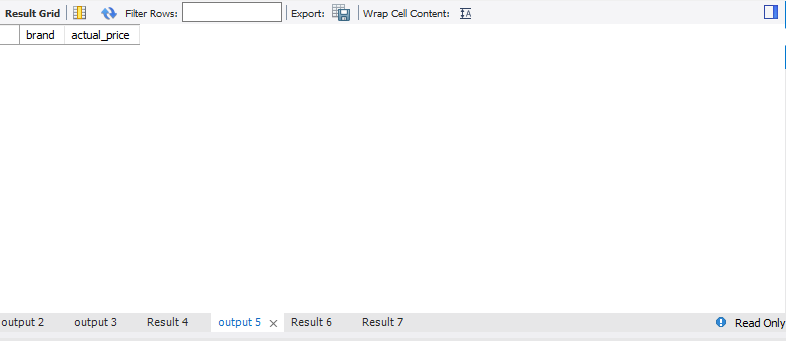 Result Grid Filter Rows: Export: Wrap Cell Content: A
brand actual_price
output 2 output 3 Result 4 output 5 Result 6 Result 7 Read Only